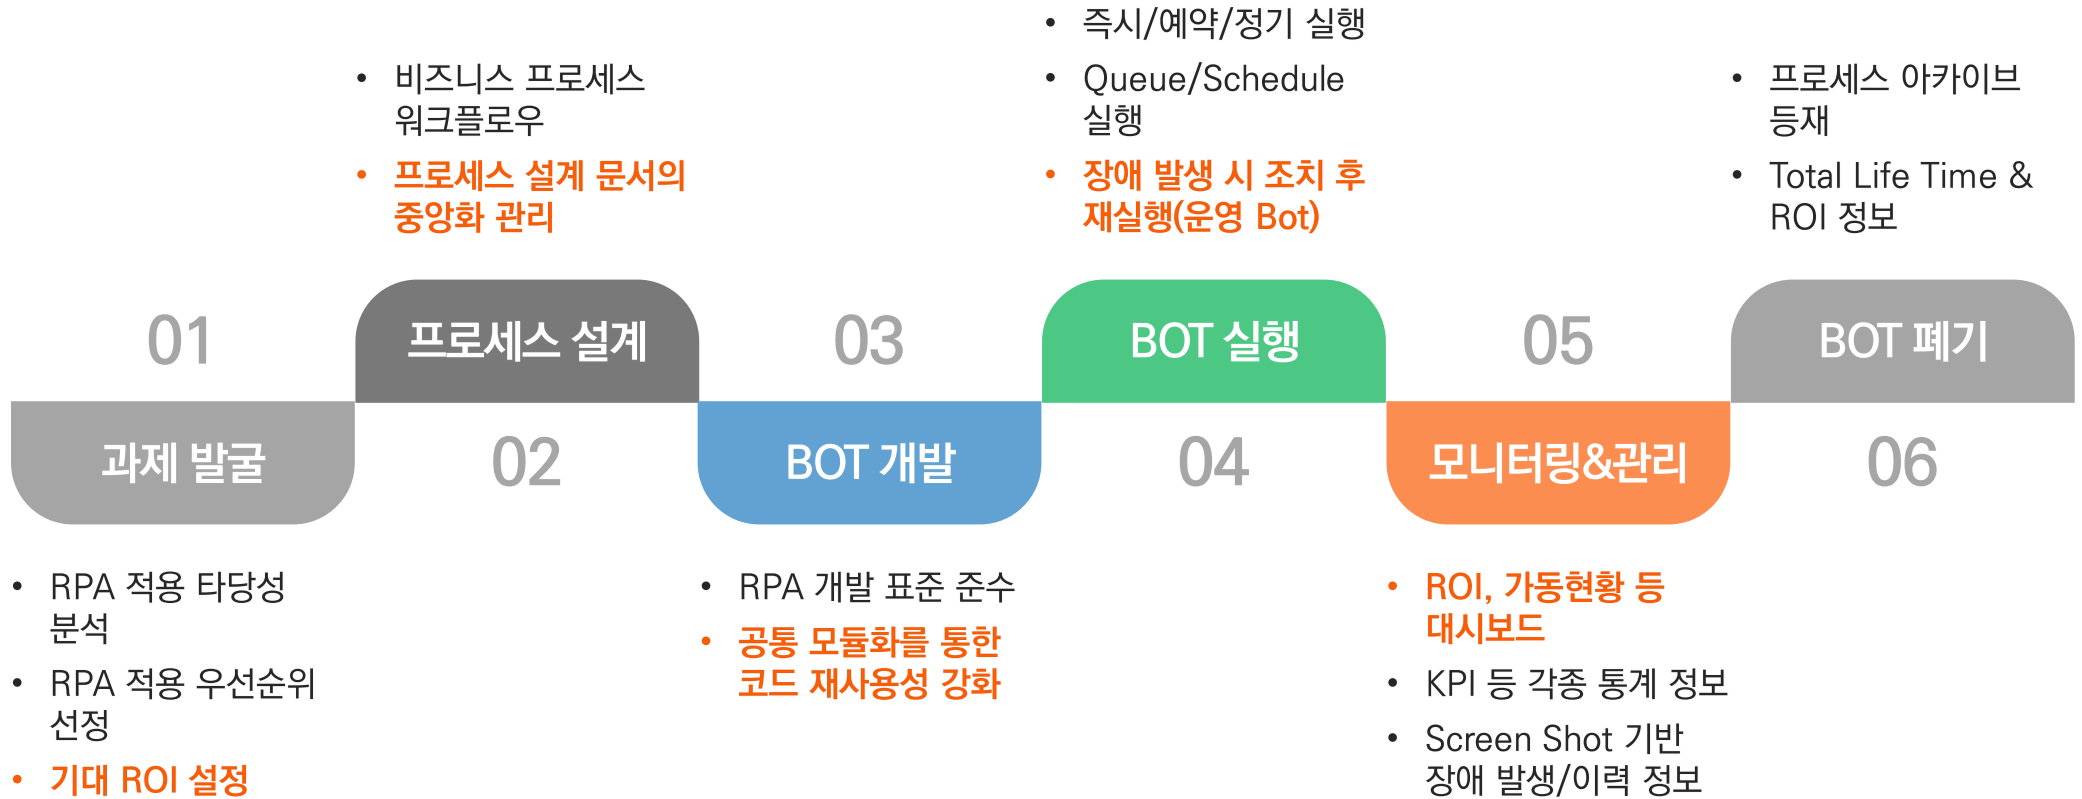 01
과제 발굴
• RPA 적용 타당성
분석
• RPA 적용 우선순위
선정
• 기대 ROI 설정
• 비즈니스 프로세스
워크플로우
• 프로세스 설계 문서의
중앙화 관리
프로세스 설계
02
03
BOT 개발
• RPA 개발 표준 준수
• 공통 모듈화를 통한
코드 재사용성 강화
• 즉시/예약/정기 실행
• Queue/Schedule
실행
• 장애 발생 시 조치 후
재실행(운영 Bot)
BOT 실행
04
05
모니터링&관리
• ROI, 가동현황 등
대시보드
• KPI 등 각종 통계 정보
• Screen Shot 기반
장애 발생/이력 정보
• 프로세스 아카이브
등재
• Total Life Time &
ROI 정보
BOT 폐기
06